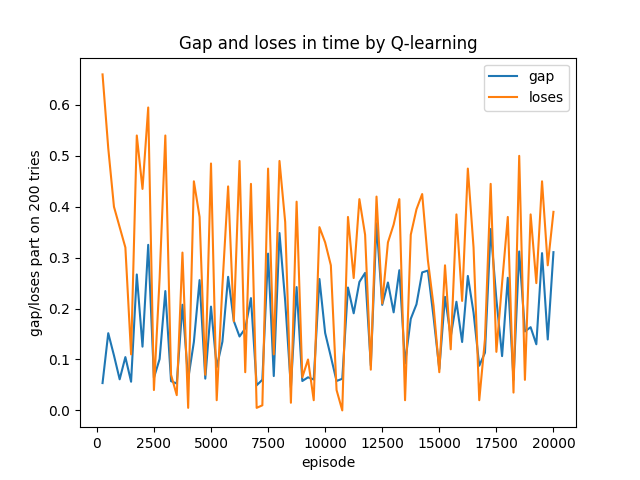 Gap and loses in time by Q-learning
gap
loses
gap/loses part on 200 tries
0.6
0.5
0.4
0.3
0.2
0.1
0.0
0 2500 5000 7500 10000 12500 15000 17500 20000
episode